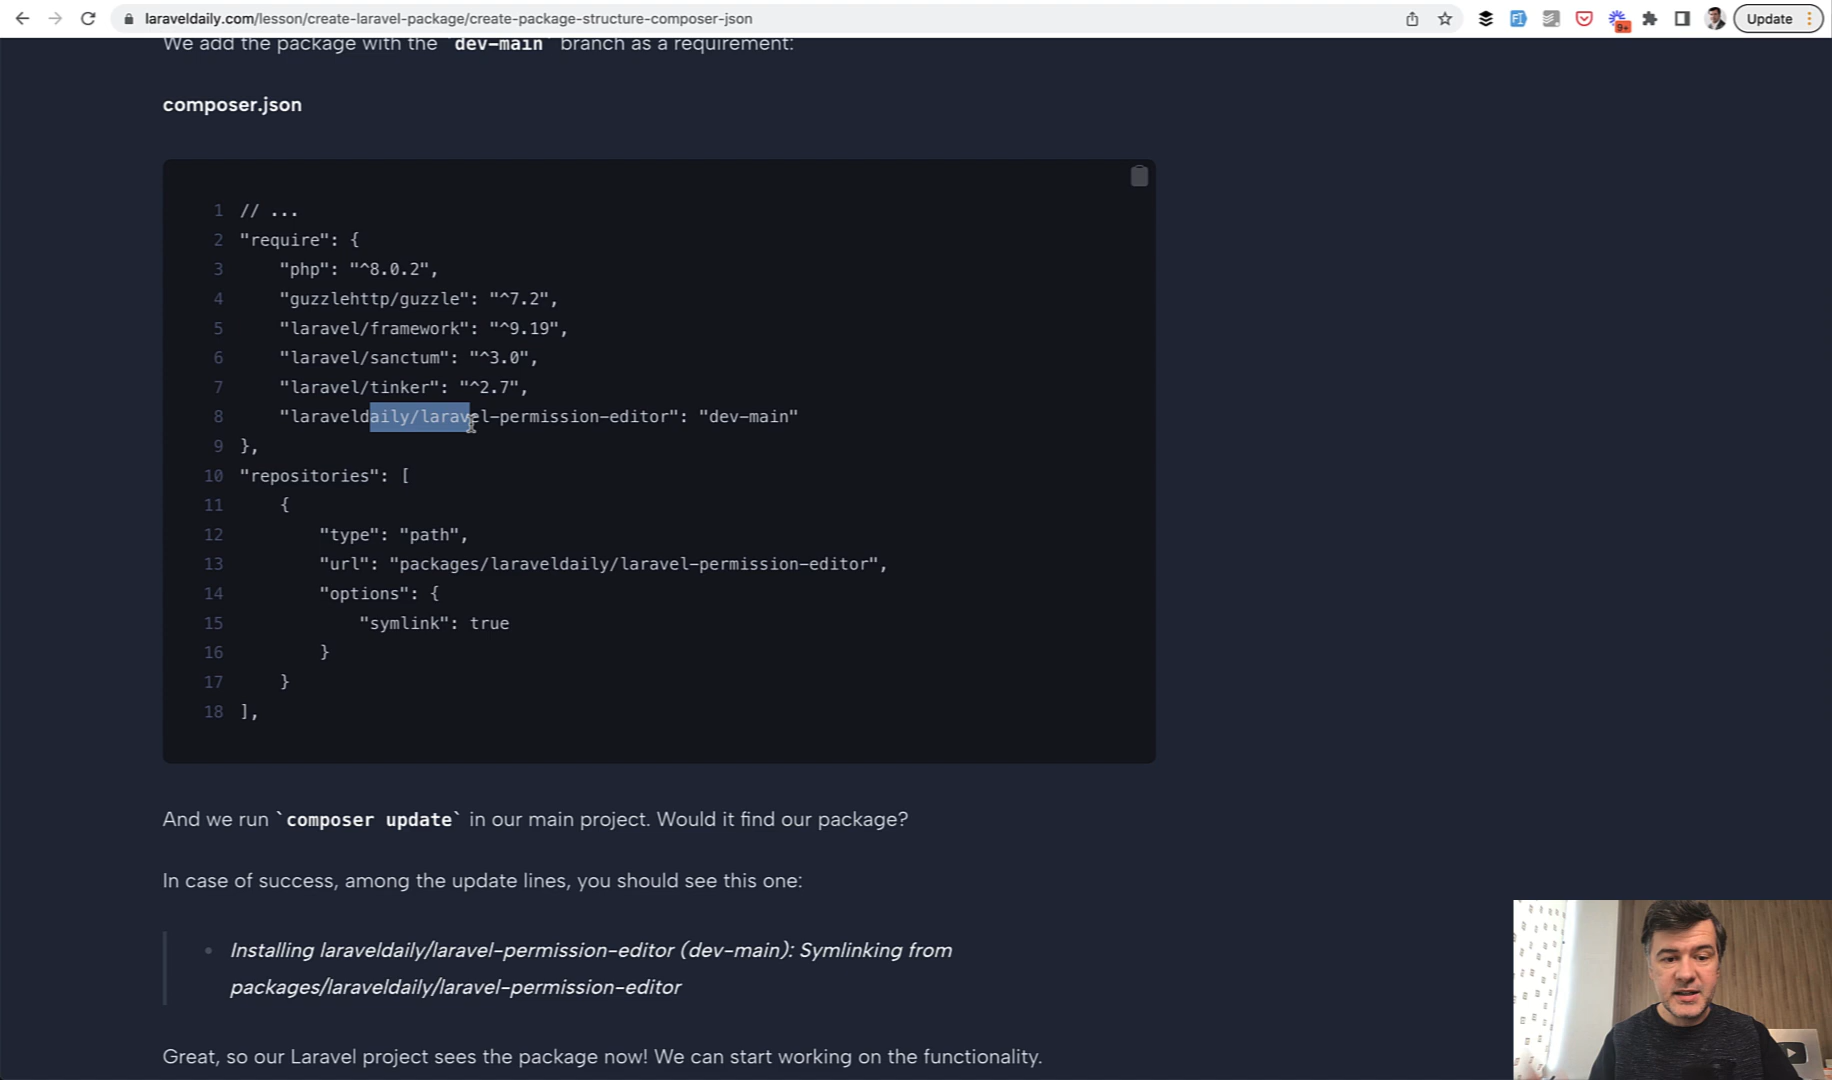 laraveldaily.com/lesson/create-laravel-package/create-package-structure-composer-json
9+
Update
We add the package with the `dev-main` branch as a requirement:
composer.json
1 // ...
2 "require": {
3 "php": "^8.0.2",
4 "guzzlehttp/guzzle": "^7.2",
5 "laravel/framework": "^9.19",
6 "laravel/sanctum": "^3.0",
7 "laravel/tinker": "^2.7",
8 "laraveldaily/laravel-permission-editor": "dev-main"
9 },
10 "repositories": [
11 {
12 "type": "path",
13 "url": "packages/laraveldaily/laravel-permission-editor",
14 "options": {
15 "symlink": true
16 }
17 }
18 ],
And we run `composer update` in our main project. Would it find our package?
In case of success, among the update lines, you should see this one:
• Installing laraveldaily/laravel-permission-editor (dev-main): Symlinking from
packages/laraveldaily/laravel-permission-editor
Great, so our Laravel project sees the package now! We can start working on the functionality.